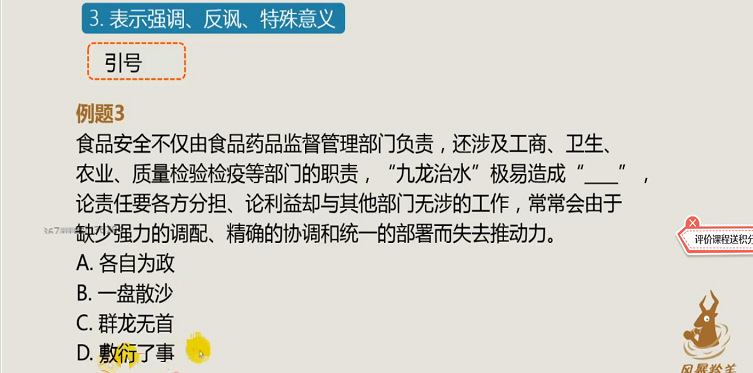 3. 表示强调、反讽、特殊意义
引号
例题3
食品安全不仅由食品药品监督管理部门负责，还涉及工商、卫生、
农业、质量检验检疫等部门的职责，“九龙治水”极易造成“____”，
论责任要各方分担、论利益却与其他部门无涉的工作，常常会由于
缺少强力的调配、精确的协调和统一的部署而失去推动力。
评价课程送积分
A. 各自为政
B. 一盘散沙
C. 群龙无首
D. 敷衍了事
风暴羚羊